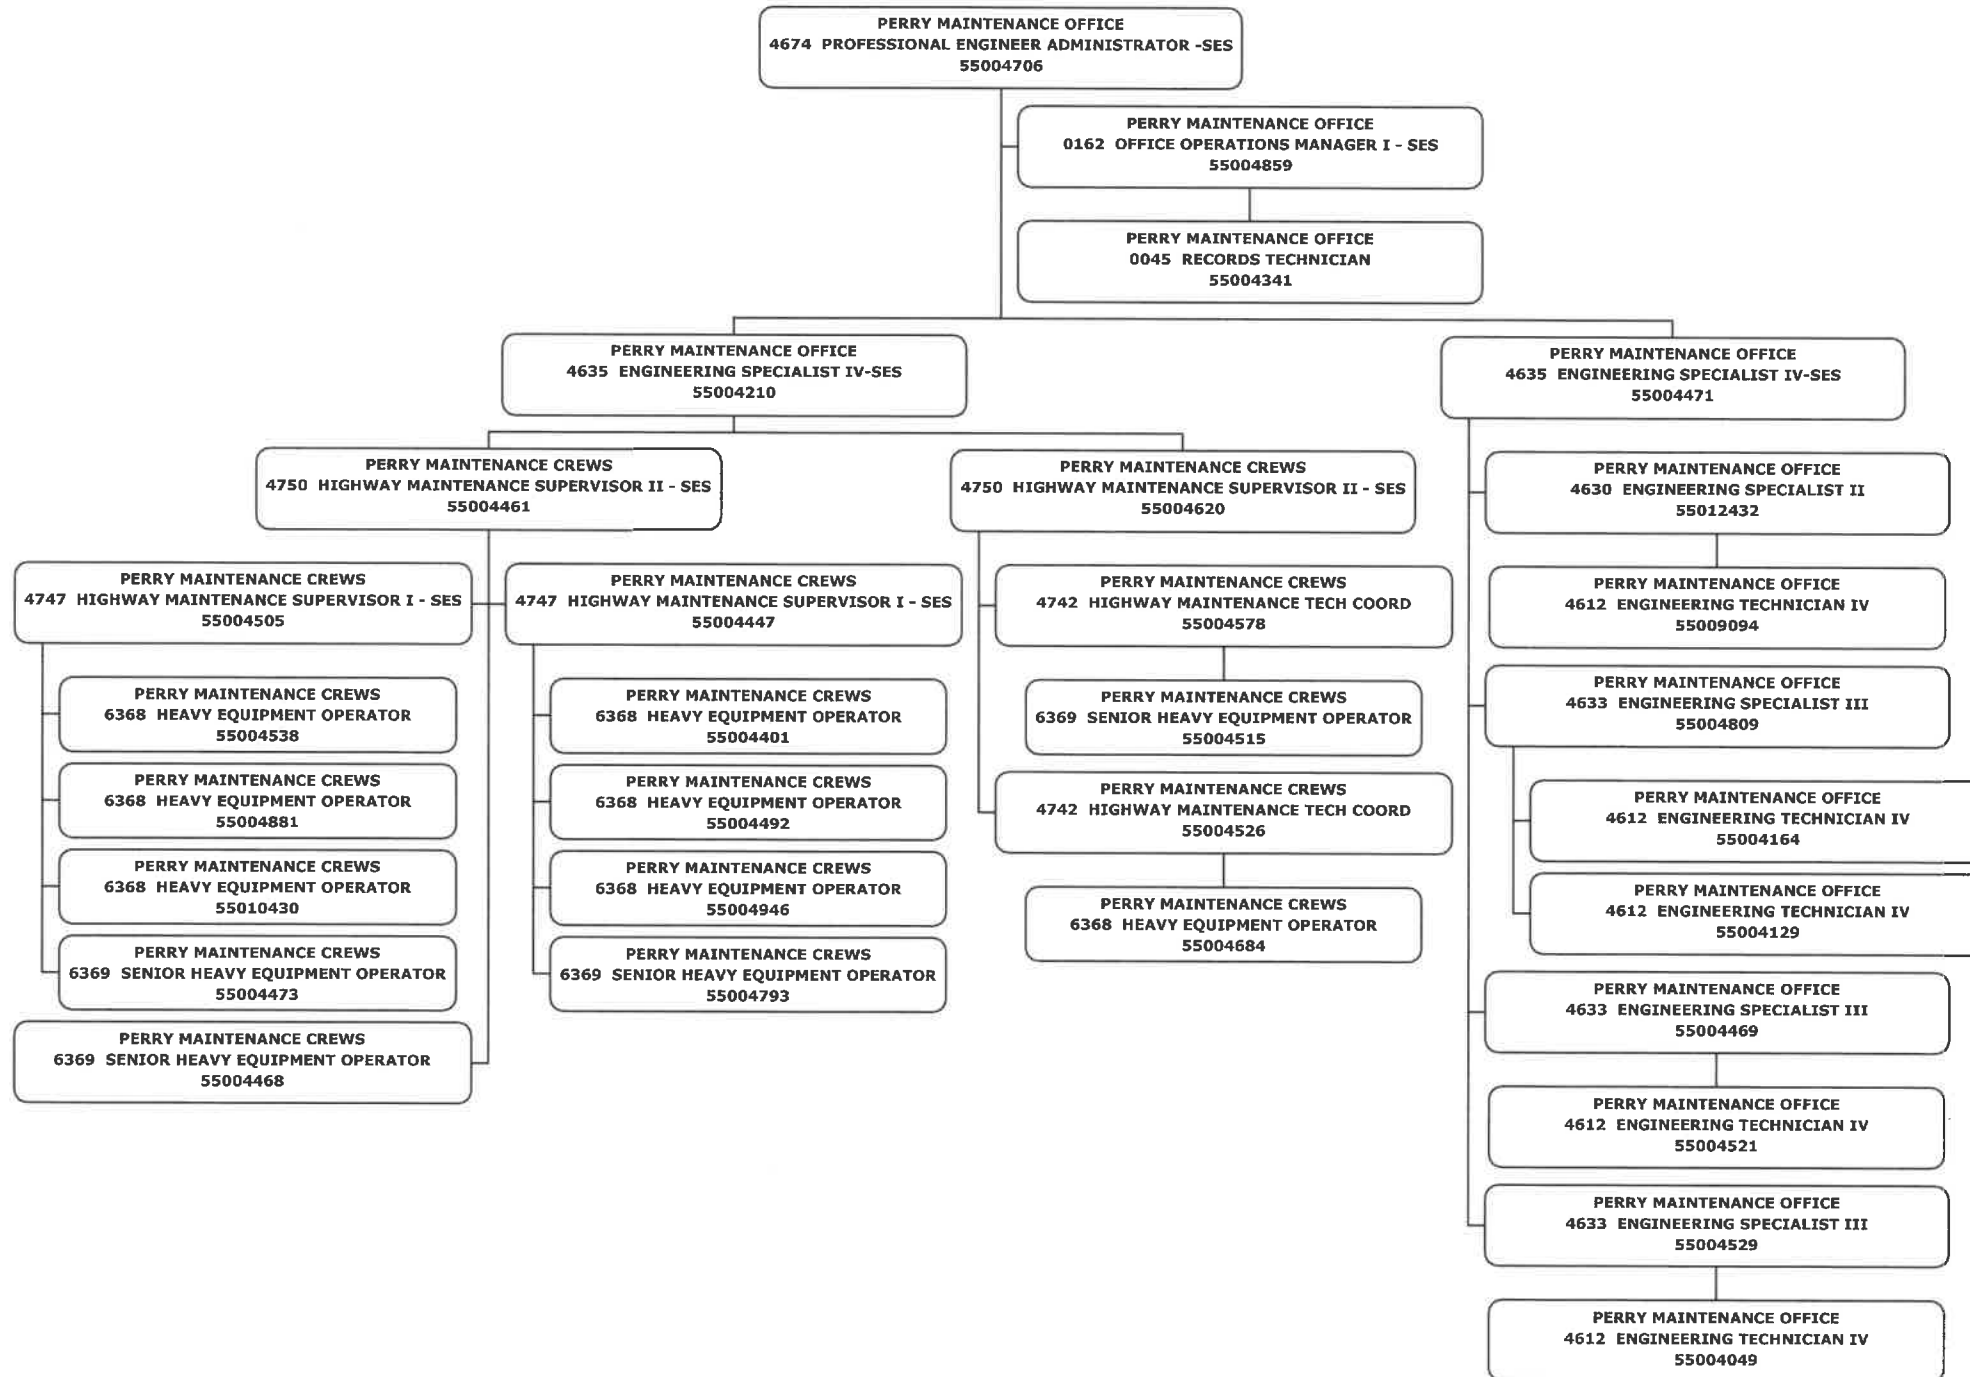 PERRY MAINTENANCE OFFICE
4674 PROFESSIONAL ENGINEER ADMINISTRATOR -SES
55004706
PERRY MAINTENANCE OFFICE
0162 OFFICE OPERATIONS MANAGER I - SES
55004859
PERRY MAINTENANCE OFFICE
0045 RECORDS TECHNICIAN
55004341
PERRY MAINTENANCE OFFICE
4635 ENGINEERING SPECIALIST IV-SES
55004210
PERRY MAINTENANCE CREWS
4750 HIGHWAY MAINTENANCE SUPERVISOR II - SES
55004461
PERRY MAINTENANCE CREWS
4747 HIGHWAY MAINTENANCE SUPERVISOR I - SES
55004505
PERRY MAINTENANCE CREWS
6368 HEAVY EQUIPMENT OPERATOR
55004538
PERRY MAINTENANCE CREWS
6368 HEAVY EQUIPMENT OPERATOR
55004881
PERRY MAINTENANCE CREWS
6368 HEAVY EQUIPMENT OPERATOR
55010430
PERRY MAINTENANCE CREWS
6369 SENIOR HEAVY EQUIPMENT OPERATOR
55004473
PERRY MAINTENANCE CREWS
6369 SENIOR HEAVY EQUIPMENT OPERATOR
55004468
PERRY MAINTENANCE CREWS
4747 HIGHWAY MAINTENANCE SUPERVISOR I - SES
55004447
PERRY MAINTENANCE CREWS
6368 HEAVY EQUIPMENT OPERATOR
55004401
PERRY MAINTENANCE CREWS
6368 HEAVY EQUIPMENT OPERATOR
55004492
PERRY MAINTENANCE CREWS
6368 HEAVY EQUIPMENT OPERATOR
55004946
PERRY MAINTENANCE CREWS
6369 SENIOR HEAVY EQUIPMENT OPERATOR
55004793
PERRY MAINTENANCE CREWS
4750 HIGHWAY MAINTENANCE SUPERVISOR II - SES
55004620
PERRY MAINTENANCE CREWS
4742 HIGHWAY MAINTENANCE TECH COORD
55004578
PERRY MAINTENANCE CREWS
6369 SENIOR HEAVY EQUIPMENT OPERATOR
55004515
PERRY MAINTENANCE CREWS
4742 HIGHWAY MAINTENANCE TECH COORD
55004526
PERRY MAINTENANCE CREWS
6368 HEAVY EQUIPMENT OPERATOR
55004684
PERRY MAINTENANCE OFFICE
4635 ENGINEERING SPECIALIST IV-SES
55004471
PERRY MAINTENANCE OFFICE
4630 ENGINEERING SPECIALIST II
55012432
PERRY MAINTENANCE OFFICE
4612 ENGINEERING TECHNICIAN IV
55009094
PERRY MAINTENANCE OFFICE
4633 ENGINEERING SPECIALIST III
55004809
PERRY MAINTENANCE OFFICE
4612 ENGINEERING TECHNICIAN IV
55004164
PERRY MAINTENANCE OFFICE
4612 ENGINEERING TECHNICIAN IV
55004129
PERRY MAINTENANCE OFFICE
4633 ENGINEERING SPECIALIST III
55004469
PERRY MAINTENANCE OFFICE
4612 ENGINEERING TECHNICIAN IV
55004521
PERRY MAINTENANCE OFFICE
4633 ENGINEERING SPECIALIST III
55004529
PERRY MAINTENANCE OFFICE
4612 ENGINEERING TECHNICIAN IV
55004049